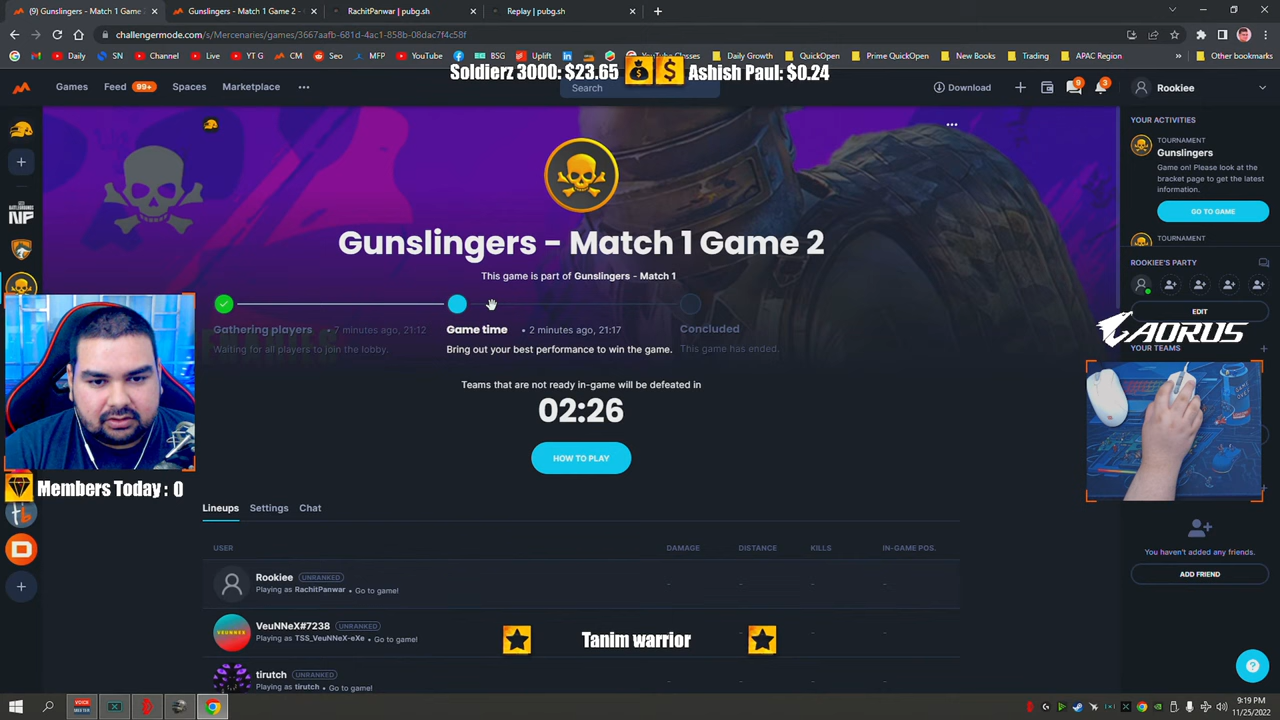 (9) Gunslingers - Match 1 Game
Gunslingers - Match 1 Game 2 -
RachitPanwar | pubg.sh
Replay | pubg.sh
challengermode.com/s/Mercenaries/games/3667aafb-681d-4ac1-858b-08dac7f4c58f
Daily
SN
Channel
Live
YT G
CM
Seo
MFP
YouTube
BSG
Uplift
YouTube Classes
Daily Growth
QuickOpen
Prime QuickOpen
New Books
Trading
APAC Region
Other bookmarks
Soldierz 3000: $23.65
Ashish Paul: $0.24
Games
Feed
99+
Spaces
Marketplace
Search
Download
9
3
Rookiee
YOUR ACTIVITIES
TOURNAMENT
Gunslingers
Game on! Please look at the
bracket page to get the latest
information.
GO TO GAME
TOURNAMENT
ROOKIEE'S PARTY
EDIT
AORUS
YOUR TEAMS
NP
Gunslingers - Match 1 Game 2
This game is part of Gunslingers - Match 1
Gathering players • 7 minutes ago, 21:12
Waiting for all players to join the lobby.
Game time • 2 minutes ago, 21:17
Bring out your best performance to win the game.
Concluded
This game has ended.
Teams that are not ready in-game will be defeated in
02:26
HOW TO PLAY
Members Today : 0
Lineups
Settings
Chat
USER
DAMAGE
DISTANCE
KILLS
IN-GAME POS.
Rookiee UNRANKED
Playing as RachitPanwar • Go to game!
- - - -
VEUNNEX
VeuNNeX#7238 UNRANKED
Playing as TSS_VeuNNeX-eXe • Go to game!
tirutch UNRANKED
Playing as tirutch • Go to game!
Tanim warrior
You haven't added any friends.
ADD FRIEND
VOICE
MEETER
9:19 PM
11/25/2022